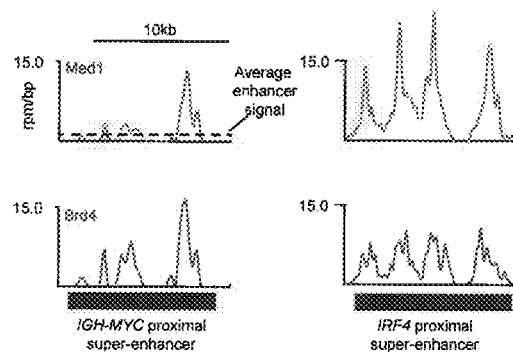 10kb
15.0
Med1
Average
enhancer
signal
15.0
rpm/bp
15.0
Brd4
15.0
IGH-MYC proximal
super-enhancer
IRF4 proximal
super-enhancer